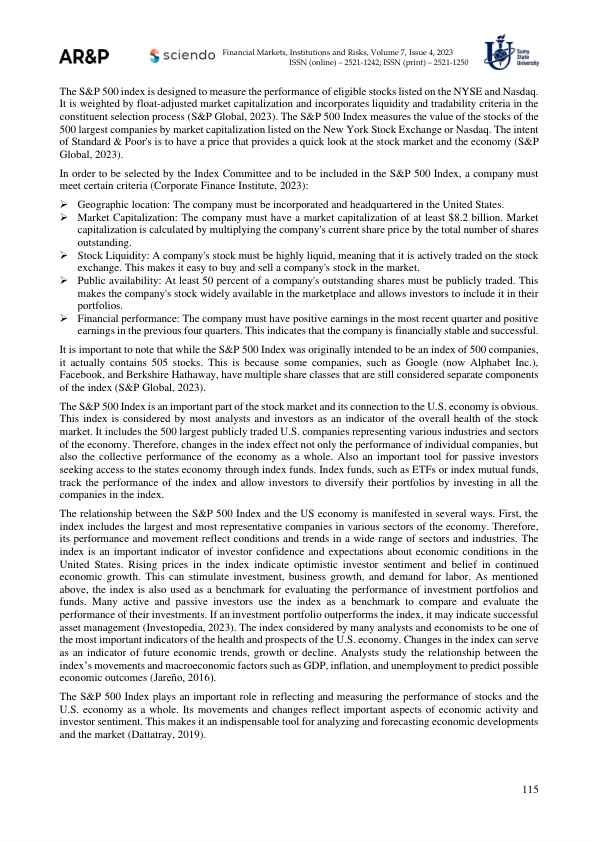 AR&P
sciendo
Financial Markets, Institutions and Risks, Volume 7, Issue 4, 2023
ISSN (online) – 2521-1242; ISSN (print) – 2521-1250
Sumy
State
University
The S&P 500 index is designed to measure the performance of eligible stocks listed on the NYSE and Nasdaq.
It is weighted by float-adjusted market capitalization and incorporates liquidity and tradability criteria in the
constituent selection process (S&P Global, 2023). The S&P 500 Index measures the value of the stocks of the
500 largest companies by market capitalization listed on the New York Stock Exchange or Nasdaq. The intent
of Standard & Poor's is to have a price that provides a quick look at the stock market and the economy (S&P
Global, 2023).
In order to be selected by the Index Committee and to be included in the S&P 500 Index, a company must
meet certain criteria (Corporate Finance Institute, 2023):
➢ Geographic location: The company must be incorporated and headquartered in the United States.
➢ Market Capitalization: The company must have a market capitalization of at least $8.2 billion. Market
capitalization is calculated by multiplying the company's current share price by the total number of shares
outstanding.
➢ Stock Liquidity: A company's stock must be highly liquid, meaning that it is actively traded on the stock
exchange. This makes it easy to buy and sell a company's stock in the market.
➢ Public availability: At least 50 percent of a company's outstanding shares must be publicly traded. This
makes the company's stock widely available in the marketplace and allows investors to include it in their
portfolios.
➢ Financial performance: The company must have positive earnings in the most recent quarter and positive
earnings in the previous four quarters. This indicates that the company is financially stable and successful.
It is important to note that while the S&P 500 Index was originally intended to be an index of 500 companies,
it actually contains 505 stocks. This is because some companies, such as Google (now Alphabet Inc.),
Facebook, and Berkshire Hathaway, have multiple share classes that are still considered separate components
of the index (S&P Global, 2023).
The S&P 500 Index is an important part of the stock market and its connection to the U.S. economy is obvious.
This index is considered by most analysts and investors as an indicator of the overall health of the stock
market. It includes the 500 largest publicly traded U.S. companies representing various industries and sectors
of the economy. Therefore, changes in the index effect not only the performance of individual companies, but
also the collective performance of the economy as a whole. Also an important tool for passive investors
seeking access to the states economy through index funds. Index funds, such as ETFs or index mutual funds,
track the performance of the index and allow investors to diversify their portfolios by investing in all the
companies in the index.
The relationship between the S&P 500 Index and the US economy is manifested in several ways. First, the
index includes the largest and most representative companies in various sectors of the economy. Therefore,
its performance and movement reflect conditions and trends in a wide range of sectors and industries. The
index is an important indicator of investor confidence and expectations about economic conditions in the
United States. Rising prices in the index indicate optimistic investor sentiment and belief in continued
economic growth. This can stimulate investment, business growth, and demand for labor. As mentioned
above, the index is also used as a benchmark for evaluating the performance of investment portfolios and
funds. Many active and passive investors use the index as a benchmark to compare and evaluate the
performance of their investments. If an investment portfolio outperforms the index, it may indicate successful
asset management (Investopedia, 2023). The index considered by many analysts and economists to be one of
the most important indicators of the health and prospects of the U.S. economy. Changes in the index can serve
as an indicator of future economic trends, growth or decline. Analysts study the relationship between the
index's movements and macroeconomic factors such as GDP, inflation, and unemployment to predict possible
economic outcomes (Jareño, 2016).
The S&P 500 Index plays an important role in reflecting and measuring the performance of stocks and the
U.S. economy as a whole. Its movements and changes reflect important aspects of economic activity and
investor sentiment. This makes it an indispensable tool for analyzing and forecasting economic developments
and the market (Dattatray, 2019).
115